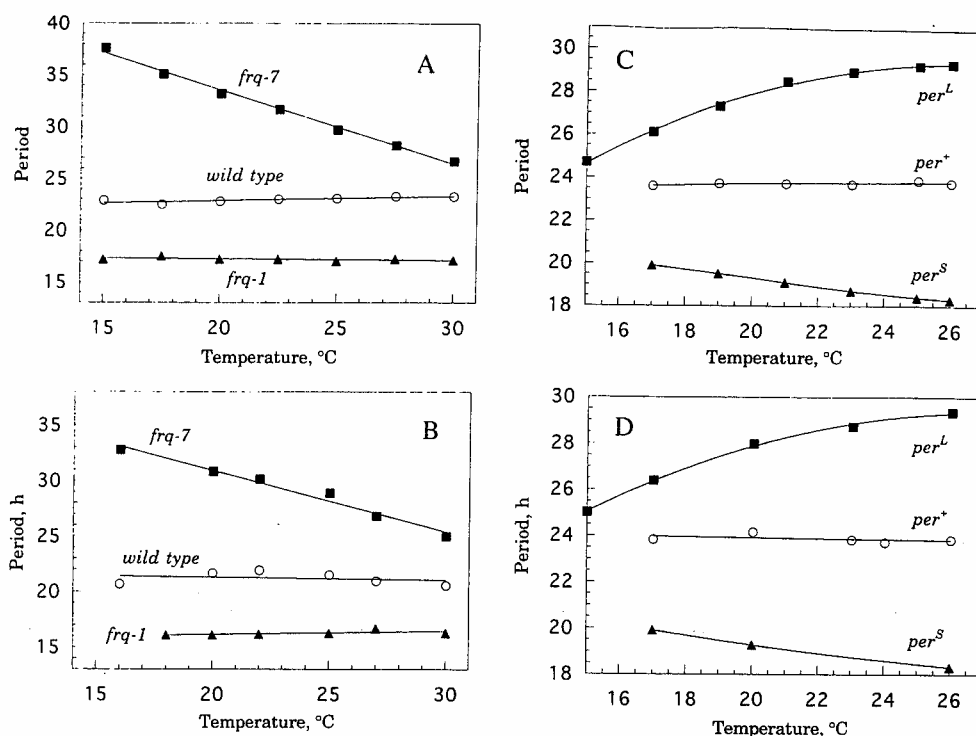 A
40
35
30
25
20
15
Period
frq-7
wild type
frq-1
15 20 25 30
Temperature, °C
C
30
28
26
24
22
20
18
Period
per^L
per^+
per^S
16 18 20 22 24 26
Temperature, °C
B
35
30
25
20
15
Period, h
frq-7
wild type
frq-1
15 20 25 30
Temperature, °C
D
30
28
26
24
22
20
18
Period, h
per^L
per^+
per^S
16 18 20 22 24 26
Temperature, °C